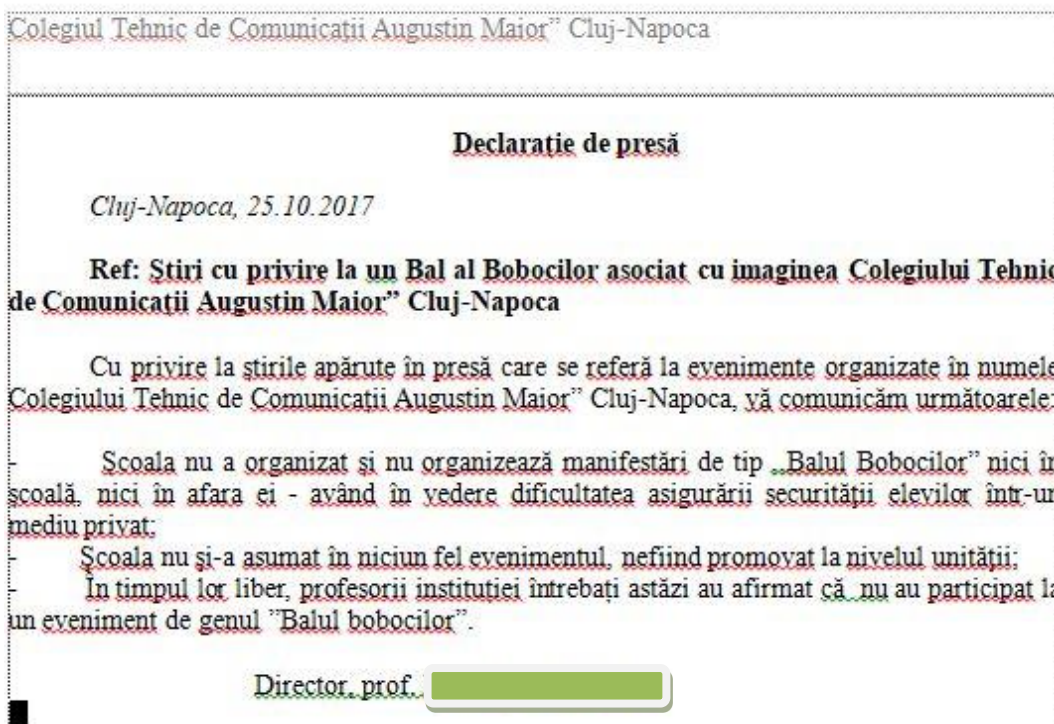 Colegiul Tehnic de Comunicații Augustin Maior” Cluj-Napoca
Declarație de presă
Cluj-Napoca, 25.10.2017
Ref: Știri cu privire la un Bal al Bobocilor asociat cu imaginea Colegiului Tehnic
de Comunicații Augustin Maior” Cluj-Napoca
Cu privire la știrile apărute în presă care se referă la evenimente organizate în numele
Colegiului Tehnic de Comunicații Augustin Maior” Cluj-Napoca, vă comunicăm următoarele:
- Școala nu a organizat și nu organizează manifestări de tip „Balul Bobocilor” nici în
școală, nici în afara ei - având în vedere dificultatea asigurării securității elevilor într-un
mediu privat;
- Școala nu și-a asumat în niciun fel evenimentul, nefiind promovat la nivelul unității;
- În timpul lor liber, profesorii instituției întrebați astăzi au afirmat că nu au participat la
un eveniment de genul ”Balul bobocilor”.
Director, prof.